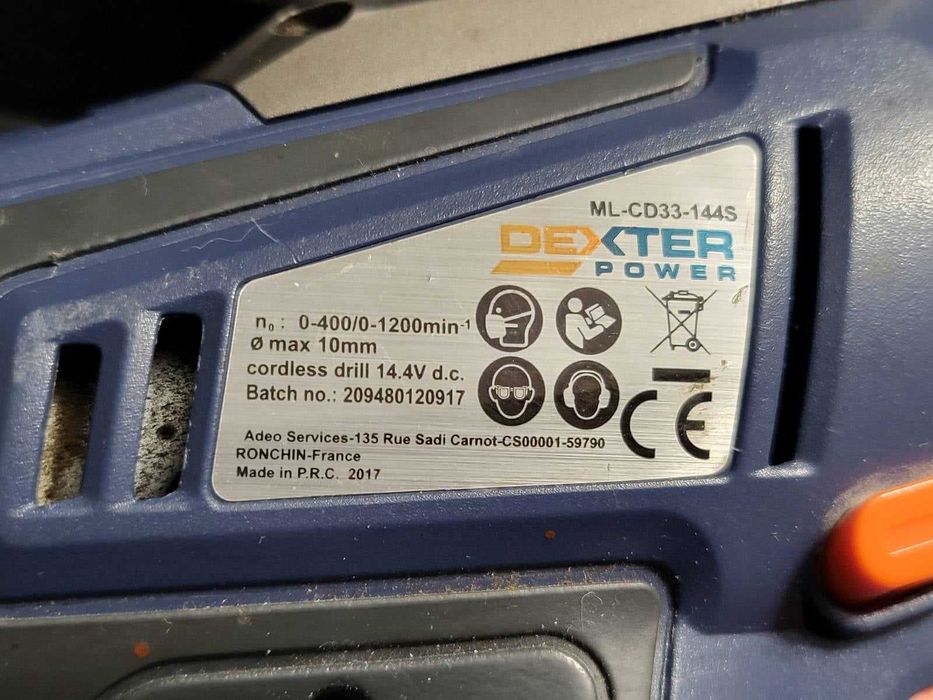 ML-CD33-144S
DEXTER
POWER
n₀ : 0-400/0-1200min⁻¹
Ø max 10mm
cordless drill 14.4V d.c.
Batch no.: 209480120917
CE
Adeo Services-135 Rue Sadi Carnot-CS00001-59790
RONCHIN-France
Made in P.R.C. 2017